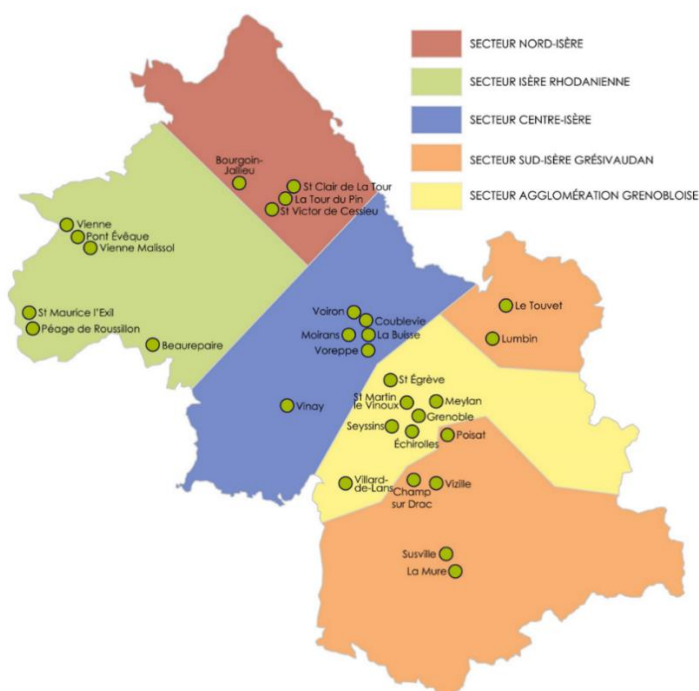 SECTEUR NORD-ISÈRE
SECTEUR ISÈRE RHODANIENNE
SECTEUR CENTRE-ISÈRE
SECTEUR SUD-ISÈRE GRÉSIVAUDAN
SECTEUR AGGLOMÉRATION GRENOBLOISE
Bourgoin-
Jallieu
St Clair de La Tour
La Tour du Pin
St Victor de Cessieu
Vienne
Pont Évêque
Vienne Malissol
St Maurice l'Exil
Péage de Roussillon
Beaurepaire
Voiron
Coublevie
Moirans
La Buisse
Voreppe
Vinay
Le Touvet
Lumbin
St Égrève
St Martin
le Vinoux
Meylan
Grenoble
Seyssins
Échirolles
Poisat
Villard-
de-Lans
Champ
sur Drac
Vizille
Susville
La Mure